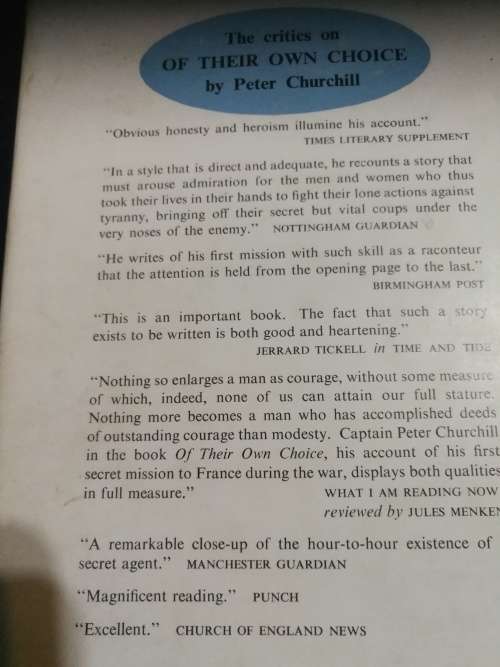 The critics on
OF THEIR OWN CHOICE
by Peter Churchill
"Obvious honesty and heroism illumine his account."
TIMES LITERARY SUPPLEMENT
"In a style that is direct and adequate, he recounts a story that
must arouse admiration for the men and women who thus
took their lives in their hands to fight their lone actions against
tyranny, bringing off their secret but vital coups under the
very noses of the enemy." NOTTINGHAM GUARDIAN
"He writes of his first mission with such skill as a raconteur
that the attention is held from the opening page to the last."
BIRMINGHAM POST
"This is an important book. The fact that such a story
exists to be written is both good and heartening."
JERRARD TICKELL in TIME AND TIDE
"Nothing so enlarges a man as courage, without some measure
of which, indeed, none of us can attain our full stature.
Nothing more becomes a man who has accomplished deeds
of outstanding courage than modesty. Captain Peter Churchill
in the book Of Their Own Choice, his account of his first
secret mission to France during the war, displays both qualities
in full measure." WHAT I AM READING NOW
reviewed by JULES MENKEN
"A remarkable close-up of the hour-to-hour existence of
secret agent." MANCHESTER GUARDIAN
"Magnificent reading." PUNCH
"Excellent." CHURCH OF ENGLAND NEWS